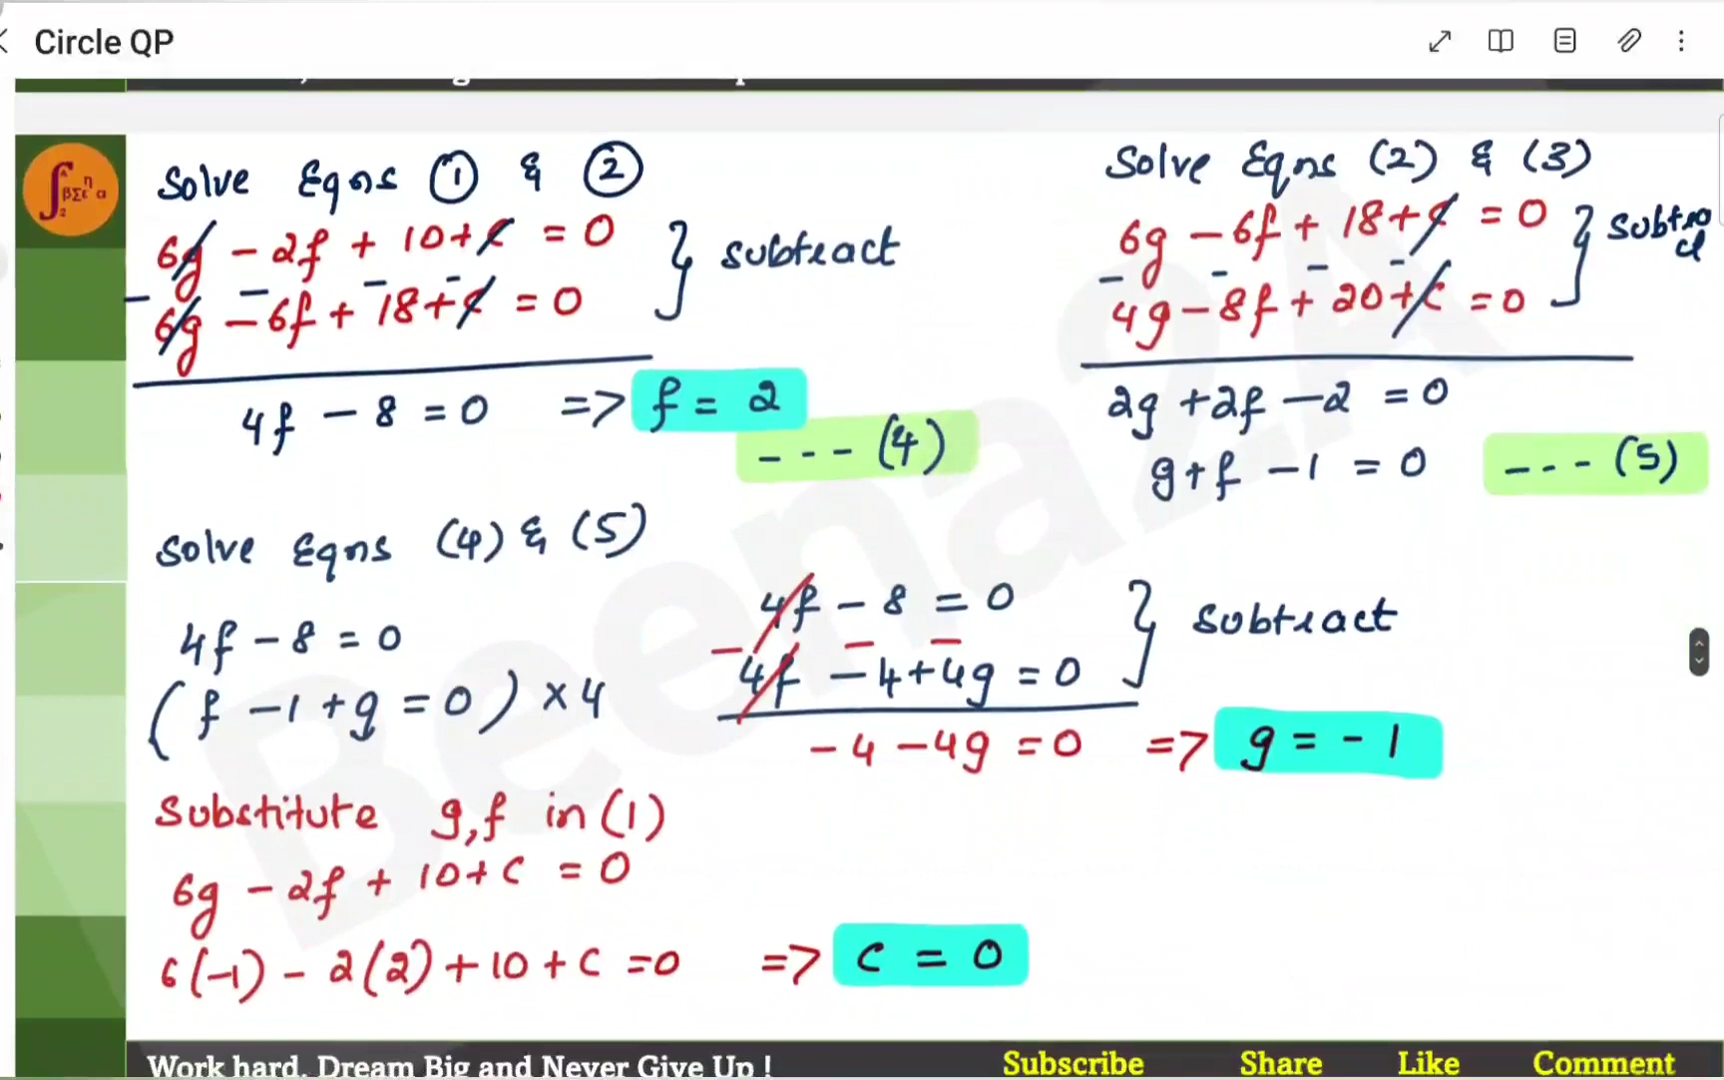 Circle QP
Solve Eqns ① & ②
6g - 2f + 10 + c = 0
6g - 6f + 18 + c = 0
} subtract
4f - 8 = 0 => f = 2
- - - (4)
Solve Eqns (2) & (3)
6g - 6f + 18 + c = 0
4g - 8f + 20 + c = 0
} subtract
2g + 2f - 2 = 0
g + f - 1 = 0 - - - (5)
Solve Eqns (4) & (5)
4f - 8 = 0
(f - 1 + g = 0) × 4
4f - 8 = 0
4f - 4 + 4g = 0
} subtract
- 4 - 4g = 0 => g = - 1
Substitute g,f in (1)
6g - 2f + 10 + c = 0
6(-1) - 2(2) + 10 + c = 0 => c = 0
Beena2A
Work hard, Dream Big and Never Give Up ! Subscribe Share Like Comment